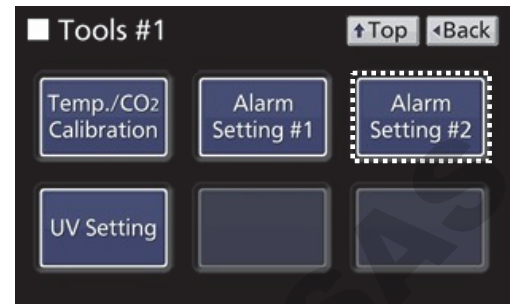 Tools #1
↑Top
◂Back
Temp./CO2
Calibration
Alarm
Setting #1
Alarm
Setting #2
UV Setting